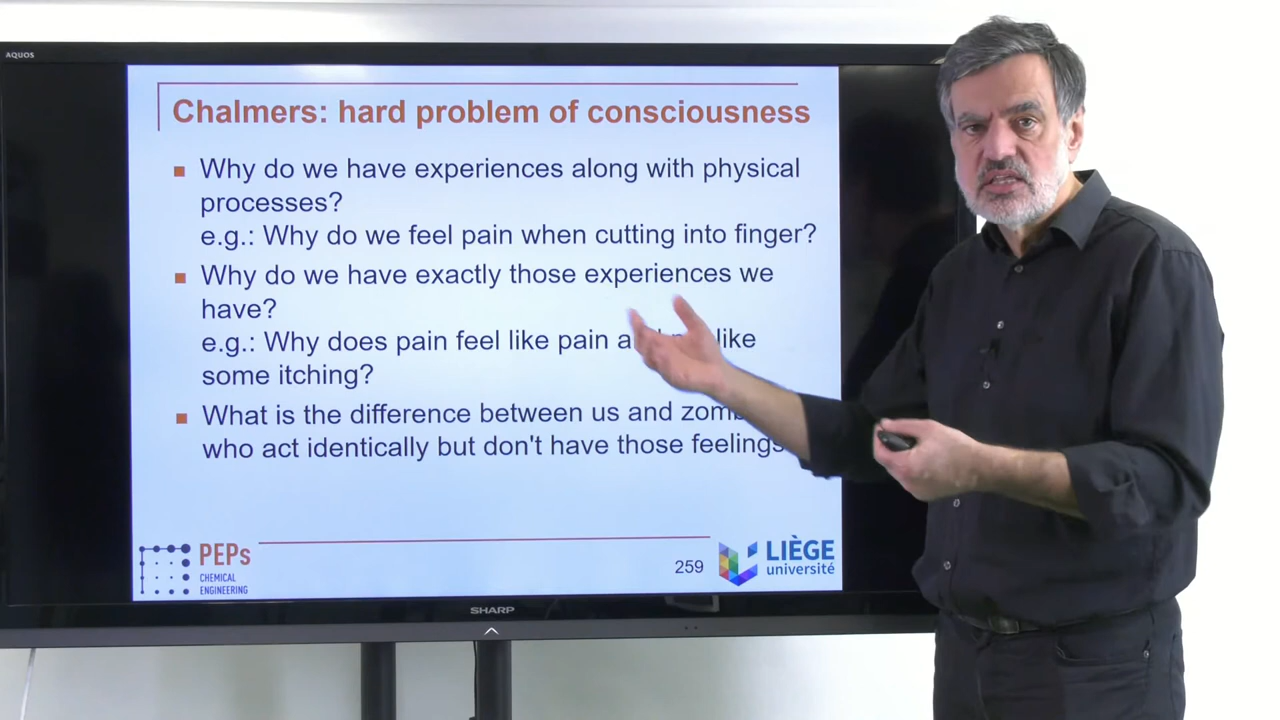 AQUOS
Chalmers: hard problem of consciousness
Why do we have experiences along with physical
processes?
e.g.: Why do we feel pain when cutting into finger?
Why do we have exactly those experiences we
have?
e.g.: Why does pain feel like pain like
some itching?
What is the difference between us and
who act identically but don't have those feelings
PEPs
CHEMICAL
ENGINEERING
259
LIÈGE
université
SHARP